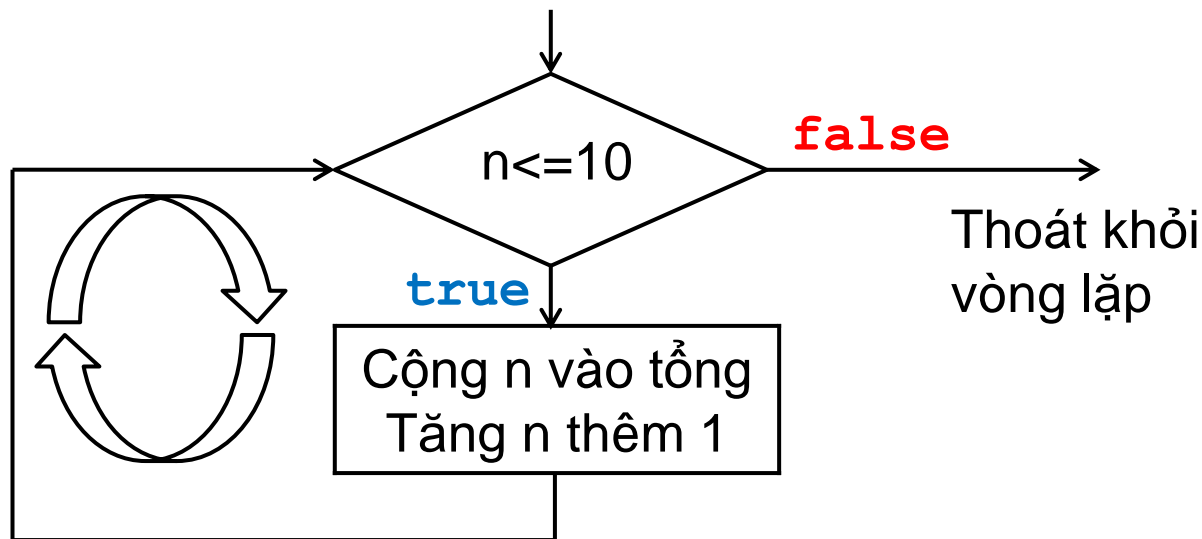 n<=10
false
Thoát khỏi
vòng lặp
true
Cộng n vào tổng
Tăng n thêm 1